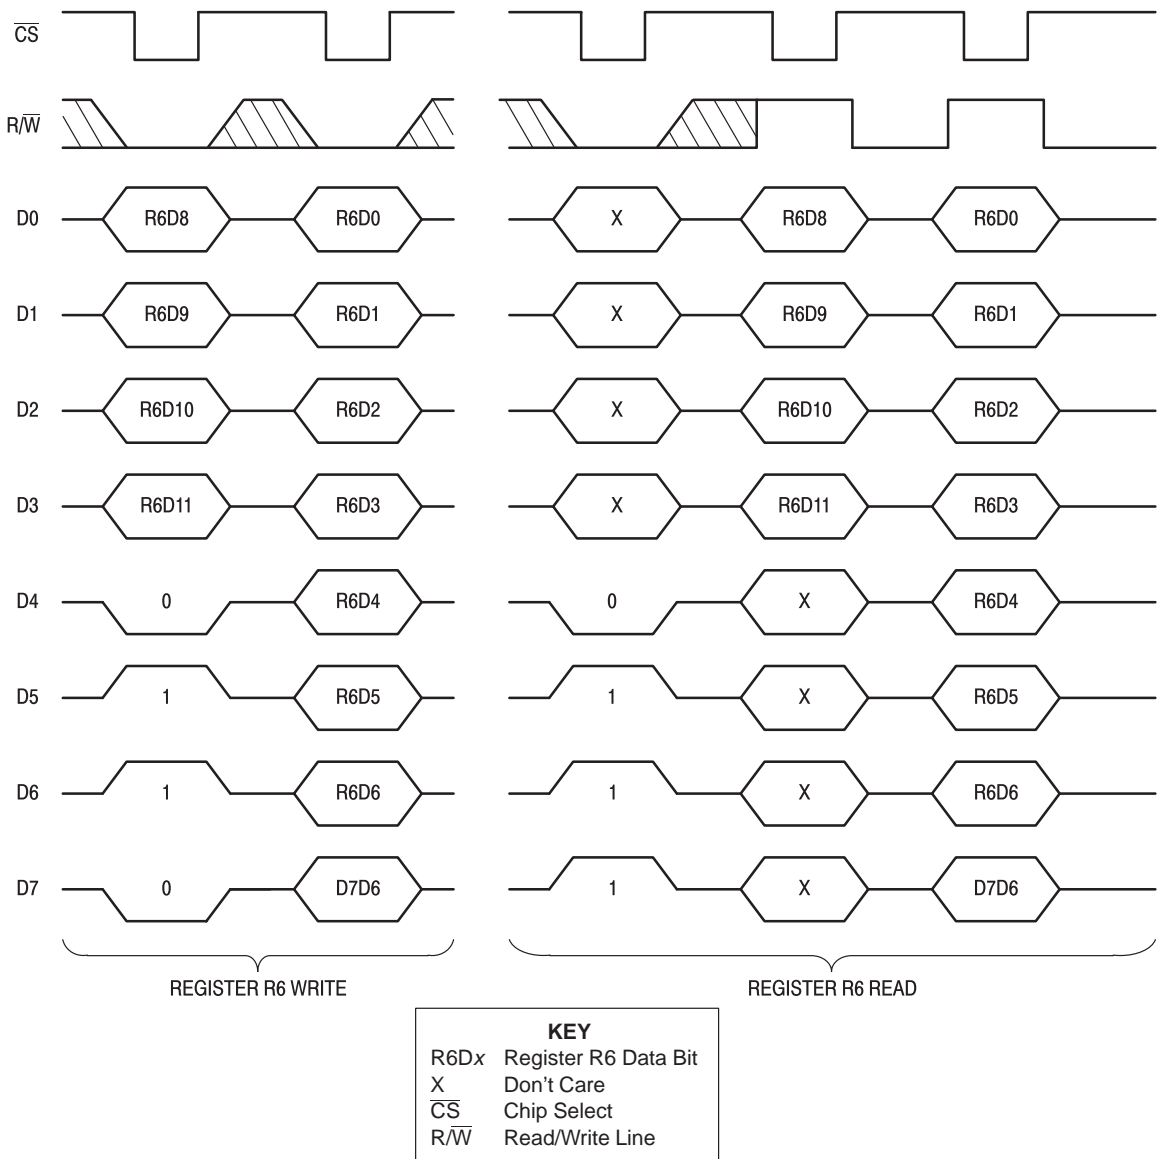 CS
R/W
D0 R6D8 R6D0 X R6D8 R6D0
D1 R6D9 R6D1 X R6D9 R6D1
D2 R6D10 R6D2 X R6D10 R6D2
D3 R6D11 R6D3 X R6D11 R6D3
D4 0 R6D4 0 X R6D4
D5 1 R6D5 1 X R6D5
D6 1 R6D6 1 X R6D6
D7 0 D7D6 1 X D7D6
REGISTER R6 WRITE REGISTER R6 READ
KEY
R6Dx Register R6 Data Bit
X Don't Care
CS Chip Select
R/W Read/Write Line